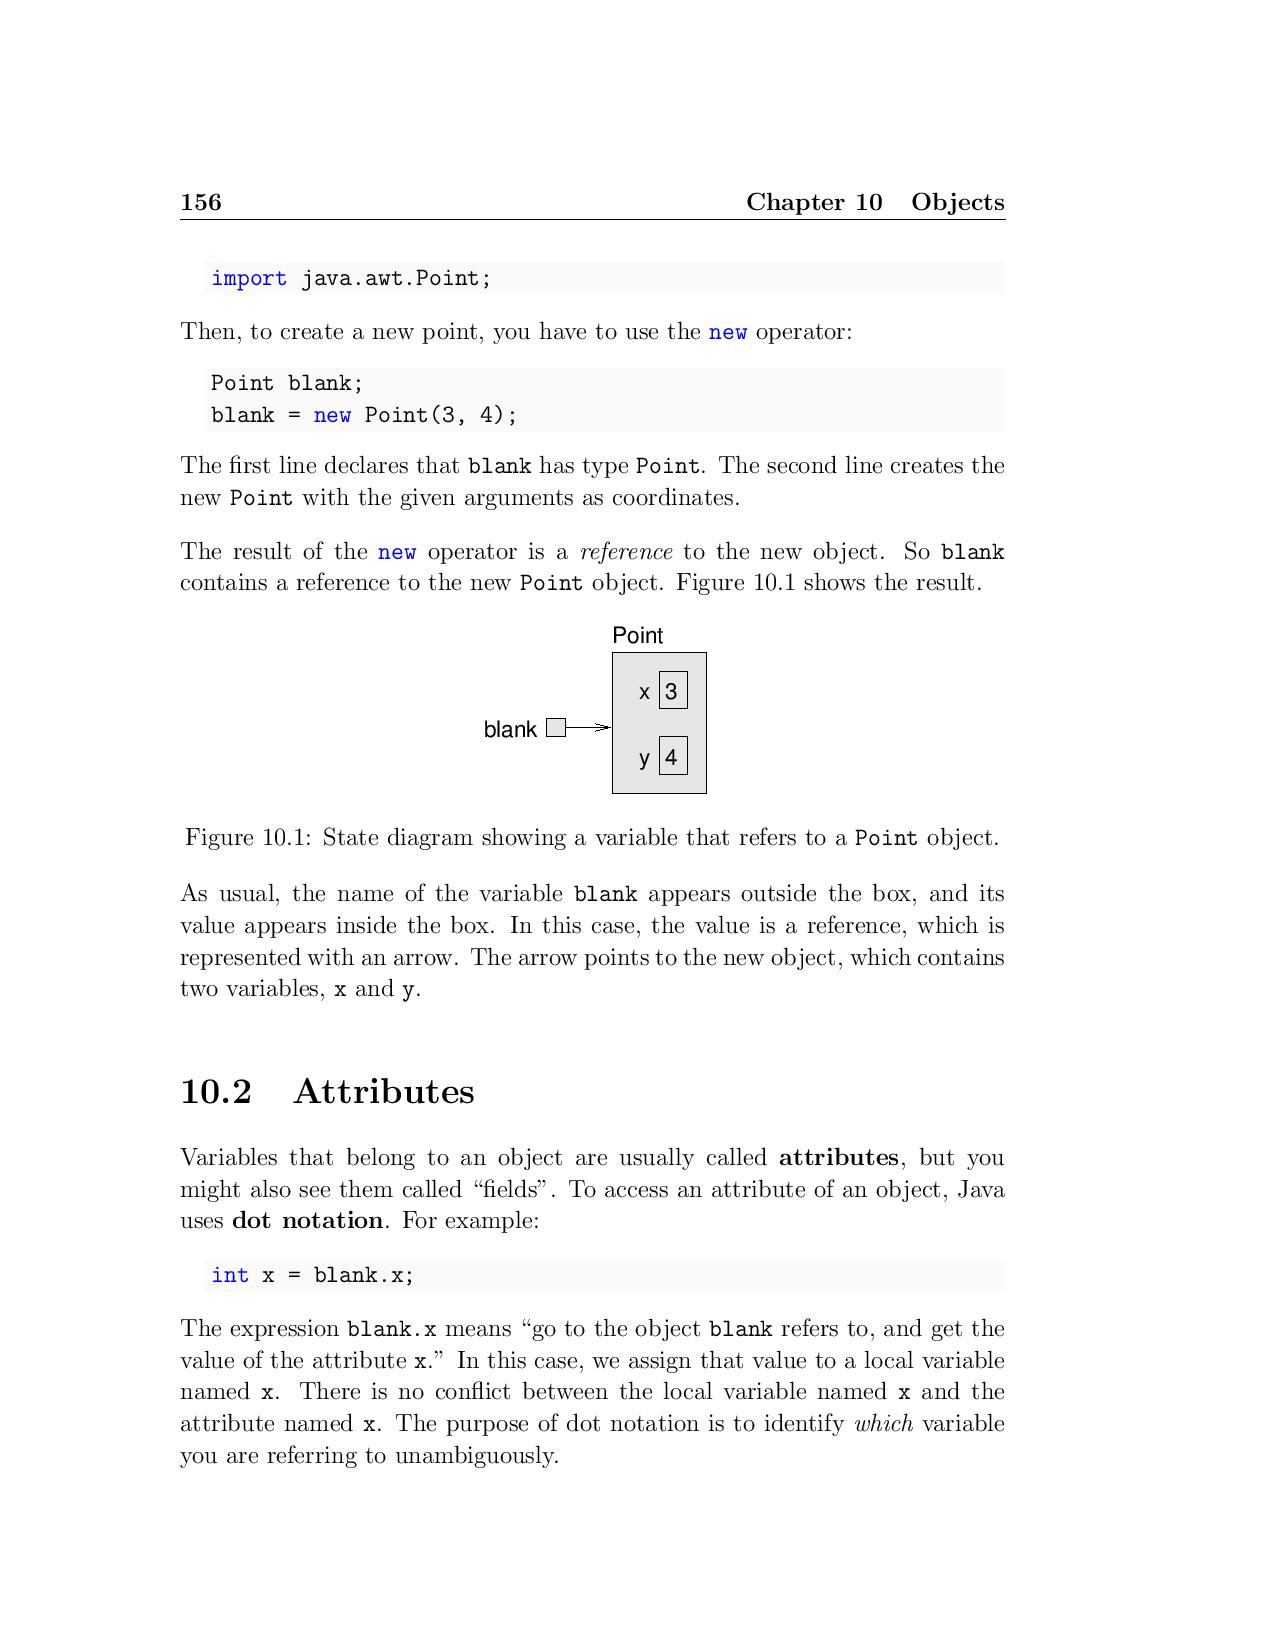 156 Chapter 10 Objects
import java.awt.Point;
Then, to create a new point, you have to use the new operator:
Point blank;
blank = new Point(3, 4);
The first line declares that blank has type Point. The second line creates the
new Point with the given arguments as coordinates.
The result of the new operator is a reference to the new object. So blank
contains a reference to the new Point object. Figure 10.1 shows the result.
Point
x 3
blank
y 4
Figure 10.1: State diagram showing a variable that refers to a Point object.
As usual, the name of the variable blank appears outside the box, and its
value appears inside the box. In this case, the value is a reference, which is
represented with an arrow. The arrow points to the new object, which contains
two variables, x and y.
10.2 Attributes
Variables that belong to an object are usually called attributes, but you
might also see them called “fields”. To access an attribute of an object, Java
uses dot notation. For example:
int x = blank.x;
The expression blank.x means “go to the object blank refers to, and get the
value of the attribute x.” In this case, we assign that value to a local variable
named x. There is no conflict between the local variable named x and the
attribute named x. The purpose of dot notation is to identify which variable
you are referring to unambiguously.